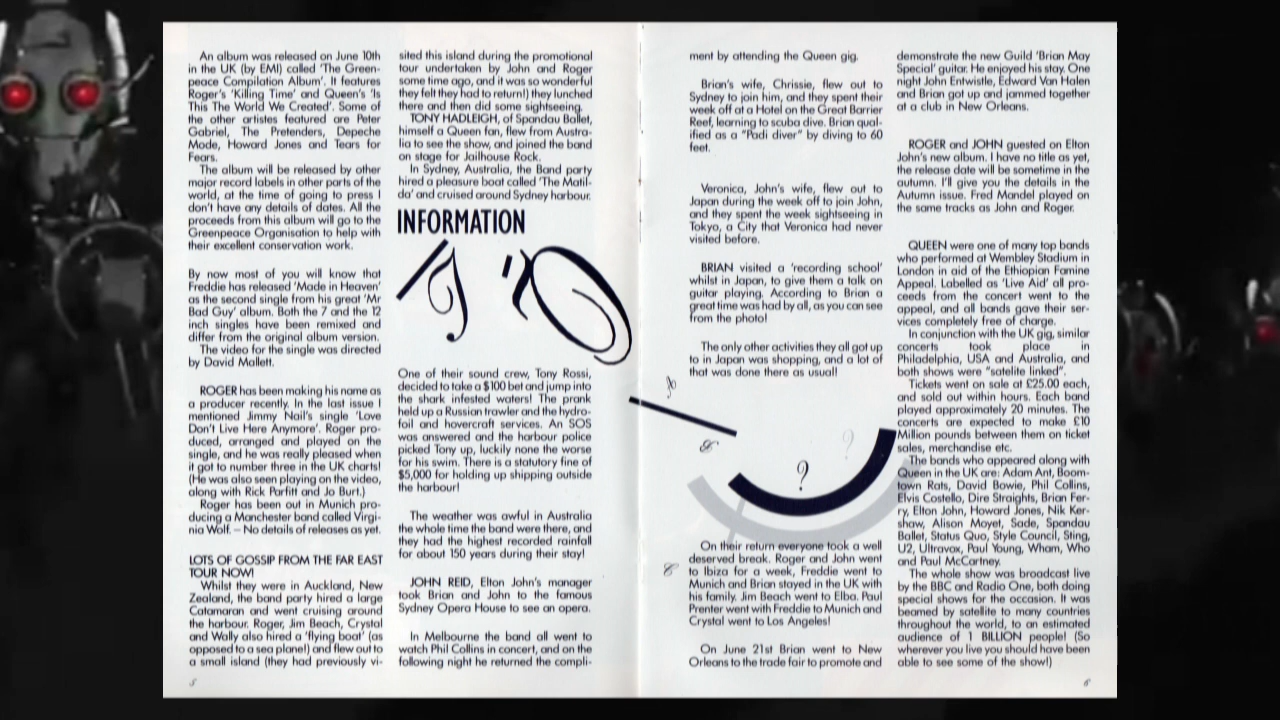 An album was released on June 10th
in the UK (by EMI) called 'The Green-
peace Compilation Album'. It features
Roger's 'Killing Time' and Queen's 'Is
This The World We Created'. Some of
the other artists featured are Peter
Gabriel, The Pretenders, Depeche
Mode, Howard Jones and Tears for
Fears.
The album will be released by other
major record labels in other parts of the
world, at the time of going to press I
don't have any details of dates. All the
proceeds from this album will go to the
Greenpeace Organisation to help with
their excellent conservation work.
By now most of you will know that
Freddie has released 'Made in Heaven'
as the second single from his great 'Mr
Bad Guy' album. Both the 7 and the 12
inch singles have been remixed and
differ from the original album version.
The video for the single was directed
by David Mallett.
ROGER has been making his name as
a producer recently. In the last issue I
mentioned Jimmy Nail's single 'Love
Don't Live Here Anymore'. Roger pro-
duced, arranged and played on the
single, and he was really pleased when
it got to number three in the UK charts!
(He was also seen playing on the video,
along with Rick Parfitt and Jo Burt.)
Roger has been out in Munich pro-
ducing a Manchester band called Virgi-
nia Wolf. – No details of releases as yet.
LOTS OF GOSSIP FROM THE FAR EAST
TOUR NOW!
Whilst they were in Auckland, New
Zealand, the band party hired a large
Catamaran and went cruising around
the harbour. Roger, Jim Beach, Crystal
and Wally also hired a 'flying boat' (as
opposed to a sea plane!) and flew out to
a small island (they had previously vi-
5
sited this island during the promotional
tour undertaken by John and Roger
some time ago, and it was so wonderful
they felt they had to return!) they lunched
there and then did some sightseeing.
TONY HADLEIGH, of Spandau Ballet,
himself a Queen fan, flew from Austra-
lia to see the show, and joined the band
on stage for Jailhouse Rock.
In Sydney, Australia, the Band party
hired a pleasure boat called 'The Matil-
da' and cruised around Sydney harbour.
INFORMATION
One of their sound crew, Tony Rossi,
decided to take a $100 bet and jump into
the shark infested waters! The prank
held up a Russian trawler and the hydro-
foil and hovercraft services. An SOS
was answered and the harbour police
picked Tony up, luckily none the worse
for his swim. There is a statutory fine of
$5,000 for holding up shipping outside
the harbour!
The weather was awful in Australia
the whole time the band were there, and
they had the highest recorded rainfall
for about 150 years during their stay!
JOHN REID, Elton John's manager
took Brian and John to the famous
Sydney Opera House to see an opera.
In Melbourne the band all went to
watch Phil Collins in concert, and on the
following night he returned the compli-
ment by attending the Queen gig.
Brian's wife, Chrissie, flew out to
Sydney to join him, and they spent their
week off at a Hotel on the Great Barrier
Reef, learning to scuba dive. Brian qual-
ified as a "Padi diver" by diving to 60
feet.
Veronica, John's wife, flew out to
Japan during the week off to join John,
and they spent the week sightseeing in
Tokyo, a City that Veronica had never
visited before.
BRIAN visited a 'recording school'
whilst in Japan, to give them a talk on
guitar playing. According to Brian a
great time was had by all, as you can see
from the photo!
The only other activities they all got up
to in Japan was shopping, and a lot of
that was done there as usual!
?
?
&
On their return everyone took a well
deserved break. Roger and John went
to Ibiza for a week, Freddie went to
Munich and Brian stayed in the UK with
his family. Jim Beach went to Elba. Paul
Prenter went with Freddie to Munich and
Crystal went to Los Angeles!
On June 21st Brian went to New
Orleans to the trade fair to promote and
demonstrate the new Guild 'Brian May
Special' guitar. He enjoyed his stay. One
night John Entwistle, Edward Van Halen
and Brian got up and jammed together
at a club in New Orleans.
ROGER and JOHN guested on Elton
John's new album. I have no title as yet,
the release date will be sometime in the
autumn. I'll give you the details in the
Autumn issue. Fred Mandel played on
the same tracks as John and Roger.
QUEEN were one of many top bands
who performed at Wembley Stadium in
London in aid of the Ethiopian Famine
Appeal. Labelled as 'Live Aid' all pro-
ceeds from the concert went to the
appeal, and all bands gave their ser-
vices completely free of charge.
In conjunction with the UK gig, similar
concerts took place in
Philadelphia, USA and Australia, and
both shows were "satelite linked".
Tickets went on sale at £25.00 each,
and sold out within hours. Each band
played approximately 20 minutes. The
concerts are expected to make £10
Million pounds between them on ticket
sales, merchandise etc.
The bands who appeared along with
Queen in the UK are: Adam Ant, Boom-
town Rats, David Bowie, Phil Collins,
Elvis Costello, Dire Straights, Brian Fer-
ry, Elton John, Howard Jones, Nik Ker-
shaw, Alison Moyet, Sade, Spandau
Ballet, Status Quo, Style Council, Sting,
U2, Ultravox, Paul Young, Wham, Who
and Paul McCartney.
The whole show was broadcast live
by the BBC and Radio One, both doing
special shows for the occasion. It was
beamed by satellite to many countries
throughout the world, to an estimated
audience of 1 BILLION people! (So
wherever you live you should have been
able to see some of the show!)
6